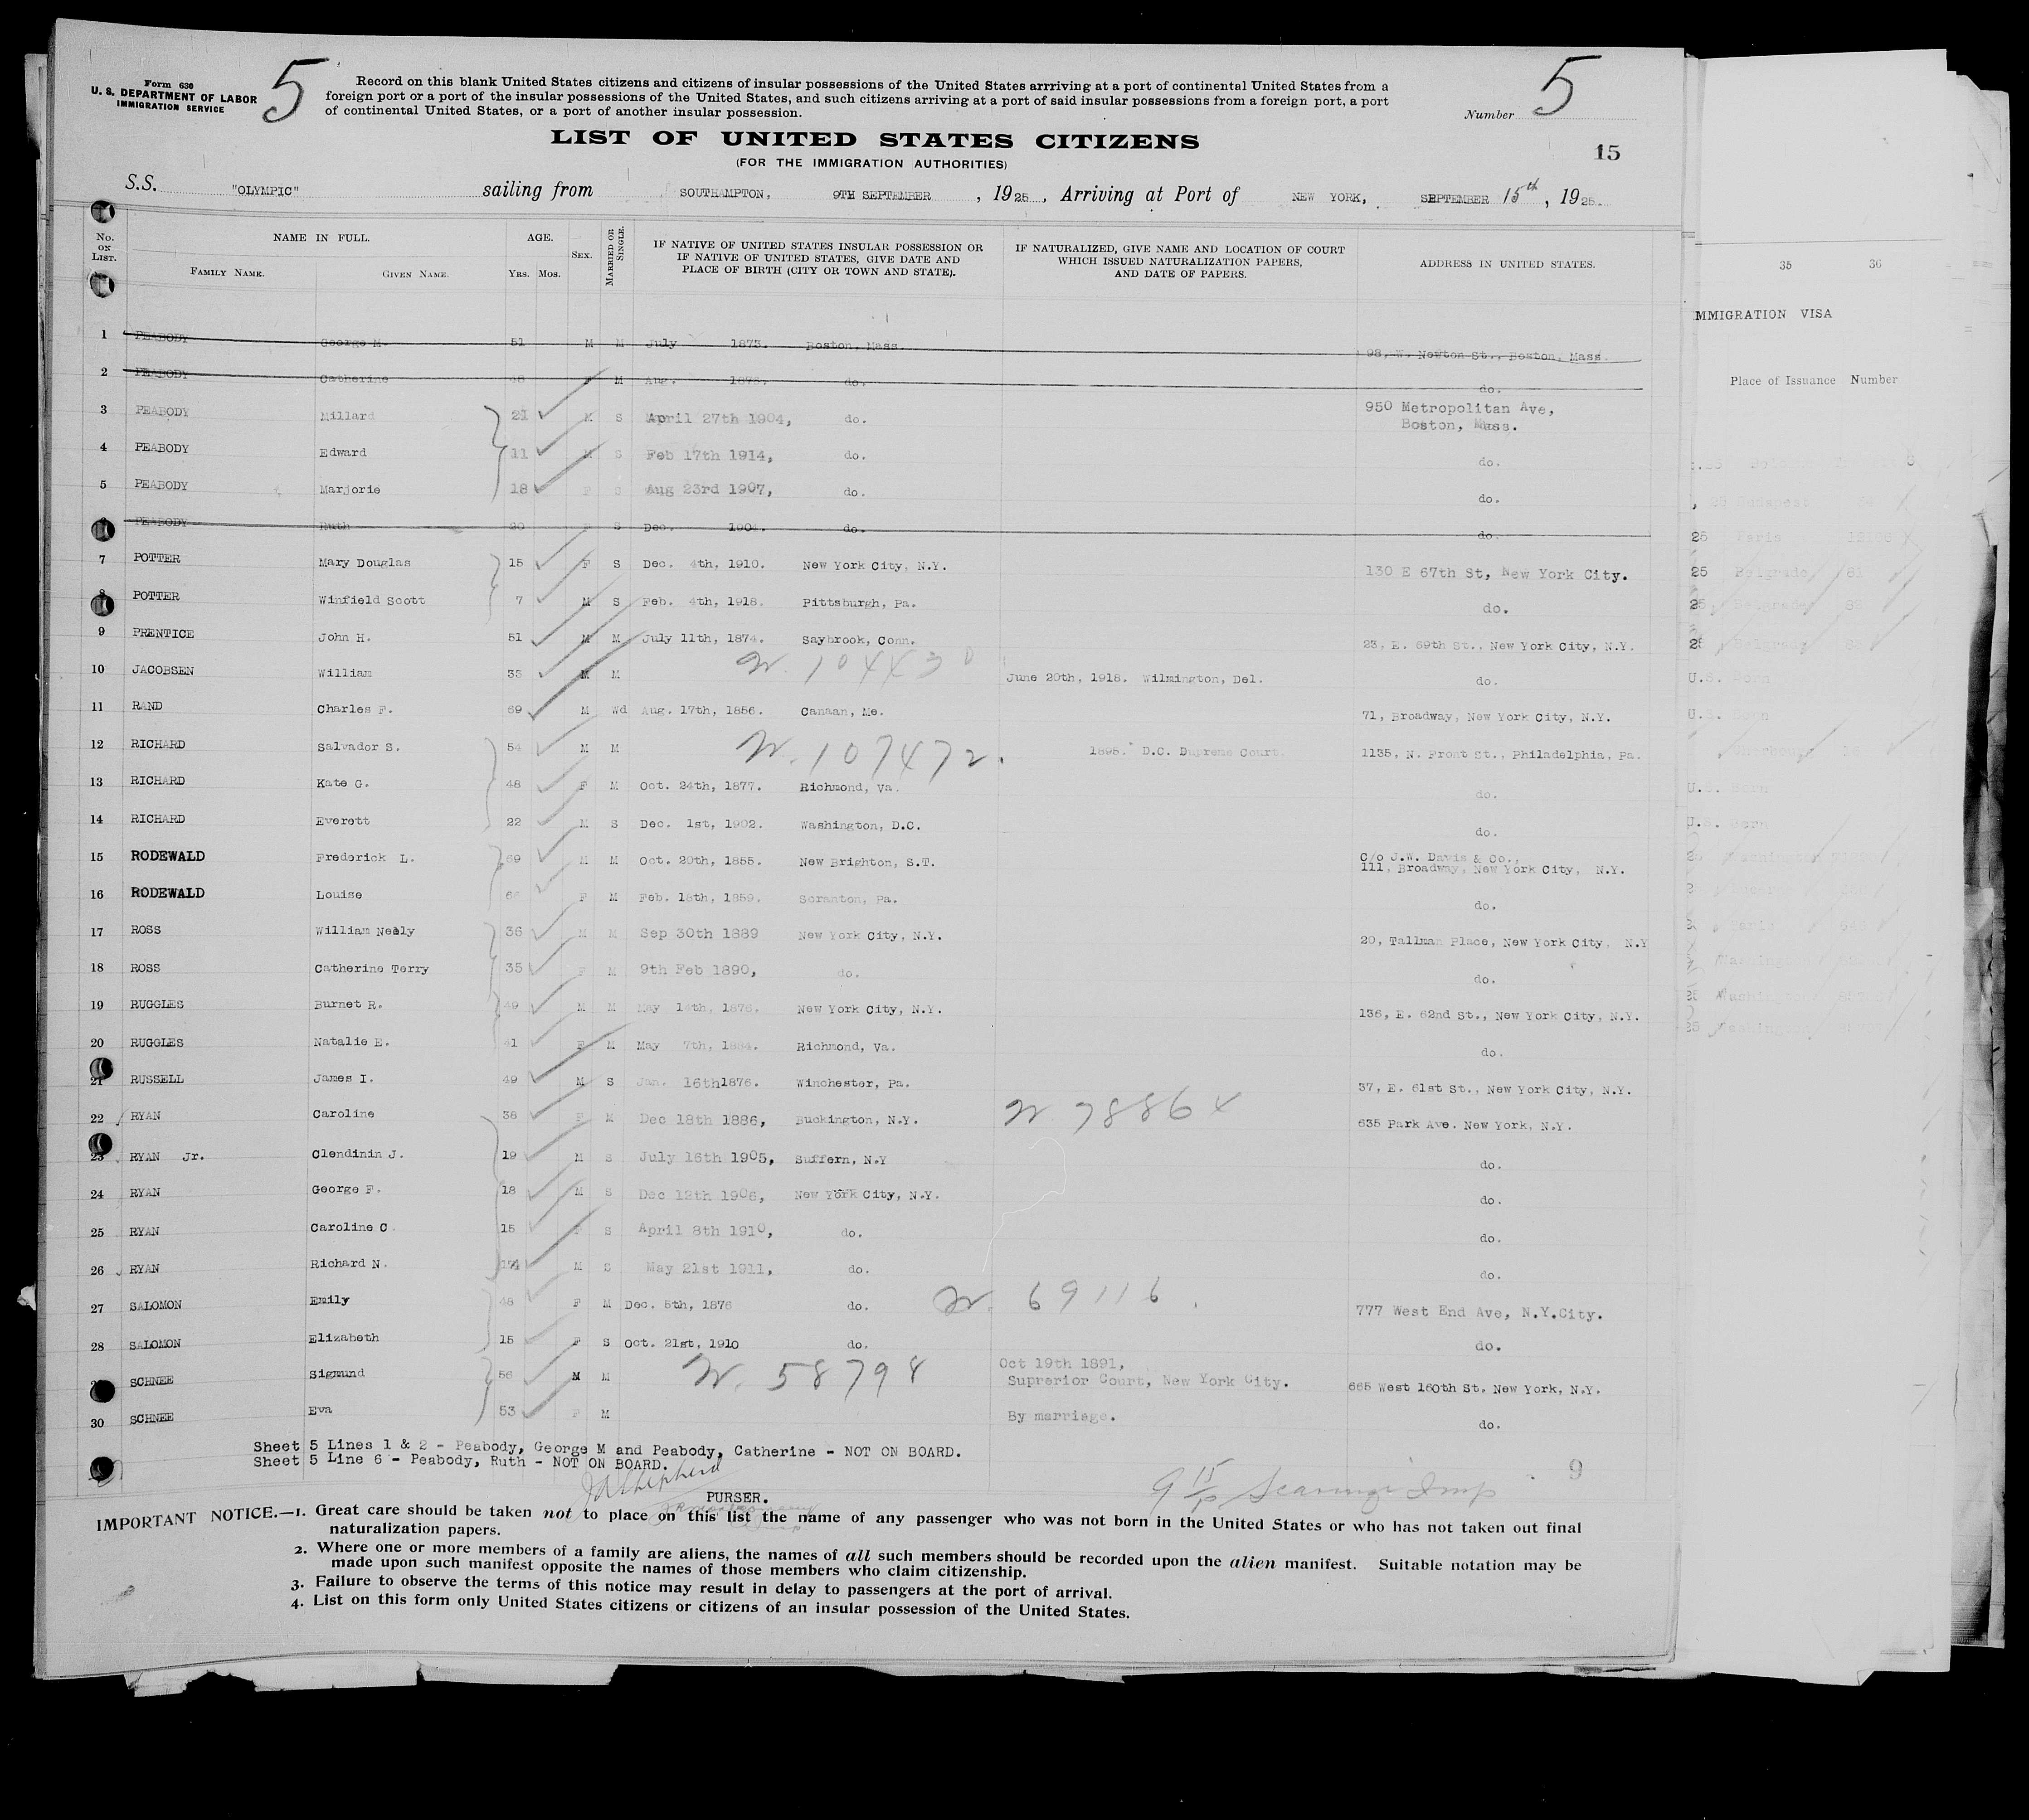 Form 630
U. S. DEPARTMENT OF LABOR
IMMIGRATION SERVICE
5
Record on this blank United States citizens and citizens of insular possessions of the United States arrriving at a port of continental United States from a
foreign port or a port of the insular possessions of the United States, and such citizens arriving at a port of said insular possessions from a foreign port, a port
of continental United States, or a port of another insular possession.
Number 5
LIST OF UNITED STATES CITIZENS
(FOR THE IMMIGRATION AUTHORITIES)
15
S.S. "OLYMPIC" sailing from SOUTHAMPTON, 9TH SEPTEMBER , 1925 , Arriving at Port of NEW YORK, SEPTEMBER 15th , 1925.
No. ON LIST. NAME IN FULL. FAMILY NAME. GIVEN NAME. AGE. YRS. MOS. SEX. MARRIED OR SINGLE. IF NATIVE OF UNITED STATES INSULAR POSSESSION OR IF NATIVE OF UNITED STATES, GIVE DATE AND PLACE OF BIRTH (CITY OR TOWN AND STATE). IF NATURALIZED, GIVE NAME AND LOCATION OF COURT WHICH ISSUED NATURALIZATION PAPERS, AND DATE OF PAPERS. ADDRESS IN UNITED STATES.
1 PEABODY George M. 51 M M July 1873. Boston, Mass. 98, W. Newton St., Boston, Mass.
2 PEABODY Catherine 48 F M Aug. 1876. do. do.
3 PEABODY Millard 21 M S April 27th 1904, do. 950 Metropolitan Ave, Boston, Mass.
4 PEABODY Edward 11 M S Feb 17th 1914, do. do.
5 PEABODY Marjorie 18 F S Aug 23rd 1907, do. do.
6 PEABODY Ruth 20 F S Dec. 1904. do. do.
7 POTTER Mary Douglas 15 F S Dec. 4th, 1910. New York City, N.Y. 130 E 67th St, New York City.
8 POTTER Winfield Scott 7 M S Feb. 4th, 1918. Pittsburgh, Pa. do.
9 PRENTICE John H. 51 M M July 11th, 1874. Saybrook, Conn. 23, E. 69th St., New York City, N.Y.
10 JACOBSEN William 33 M M N. 104430 June 20th, 1918. Wilmington, Del. do.
11 RAND Charles F. 69 M Wd Aug. 17th, 1856. Canaan, Me. 71, Broadway, New York City, N.Y.
12 RICHARD Salvador S. 54 M M N. 107472. 1895. D.C. Dupreme Court. 1135, N. Front St., Philadelphia, Pa.
13 RICHARD Kate G. 48 F M Oct. 24th, 1877. Richmond, Va. do.
14 RICHARD Everett 22 M S Dec. 1st, 1902. Washington, D.C. do.
15 RODEWALD Frederick L. 69 M M Oct. 20th, 1855. New Brighton, S.T. C/o J.W. Davis & Co., 111, Broadway, New York City, N.Y.
16 RODEWALD Louise F M Feb. 18th, 1859. Scranton, Pa. do.
17 ROSS William Neely 36 M M Sep 30th 1889 New York City, N.Y. 20, Tallman Place, New York City, N.Y
18 ROSS Catherine Terry 35 F M 9th Feb 1890, do. do.
19 RUGGLES Burnet R. 49 M M May 14th, 1876. New York City, N.Y. 136, E. 62nd St., New York City, N.Y.
20 RUGGLES Natalie E. 41 F M May 7th, 1884. Richmond, Va. do.
21 RUSSELL James I. 49 M S Jan. 16th1876. Winchester, Pa. 37, E. 61st St., New York City, N.Y.
22 RYAN Caroline 38 F M Dec 18th 1886, Buckington, N.Y. N 78864 635 Park Ave. New York, N.Y.
23 RYAN Jr. Clendinin J. 19 M S July 16th 1905, Suffern, N.Y do.
24 RYAN George F. 18 M S Dec 12th 1906, New York City, N.Y. do.
25 RYAN Caroline C. 15 F S April 8th 1910, do. do.
26 RYAN Richard N. M S May 21st 1911, do. do.
27 SALOMON Emily 48 F M Dec. 5th, 1876 do. N. 69116. 777 West End Ave, N.Y.City.
28 SALOMON Elizabeth 15 F S Oct. 21st, 1910 do. do.
SCHNEE Sigmund 56 M M N. 58798 Oct 19th 1891, Suprerior Court, New York City. 665 West 160th St. New York, N.Y.
30 SCHNEE Eva 53 F M By marriage. do.
Sheet 5 Lines 1 & 2 - Peabody, George M and Peabody, Catherine - NOT ON BOARD.
Sheet 5 Line 6 - Peabody, Ruth - NOT ON BOARD.
PURSER.
9
IMPORTANT NOTICE.—1. Great care should be taken not to place on this list the name of any passenger who was not born in the United States or who has not taken out final
naturalization papers.
2. Where one or more members of a family are aliens, the names of all such members should be recorded upon the alien manifest. Suitable notation may be
made upon such manifest opposite the names of those members who claim citizenship.
3. Failure to observe the terms of this notice may result in delay to passengers at the port of arrival.
4. List on this form only United States citizens or citizens of an insular possession of the United States.
35 36
MMIGRATION VISA
Place of Issuance Number
25 Paris
25 Belgrade 81
25, Belgrade 82
25, Belgrade
U.S. Born
U.S. Born
U.S. Born
U.S. Born